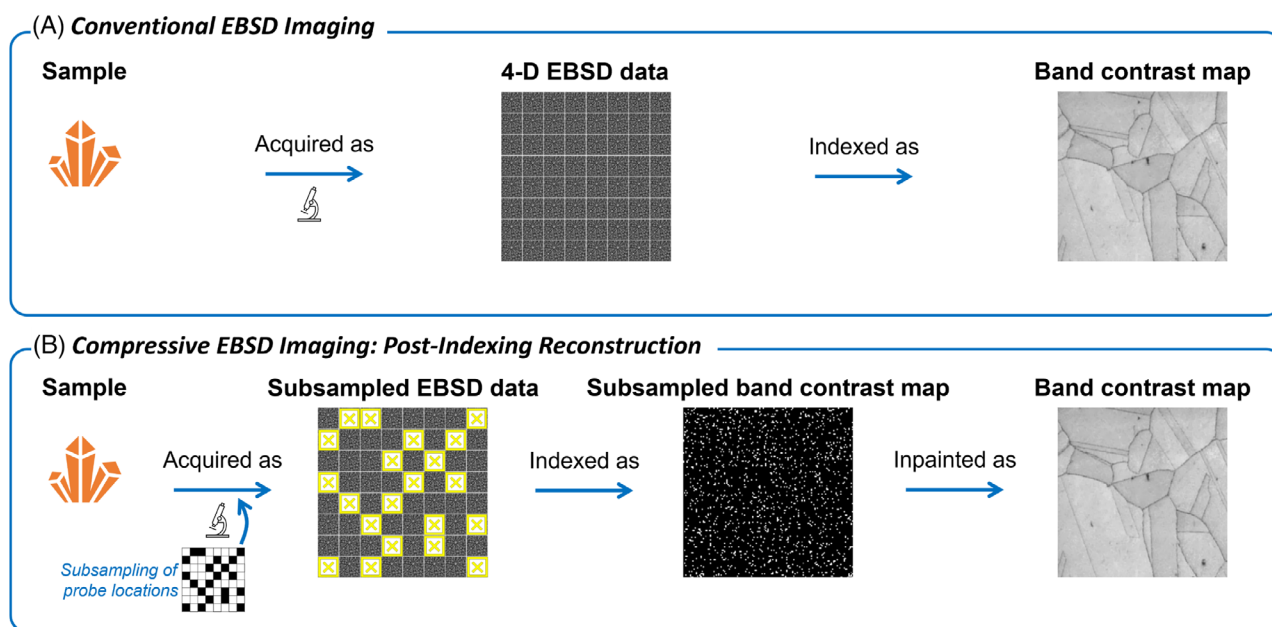 (A) Conventional EBSD Imaging
Sample
4-D EBSD data
Band contrast map
Acquired as
Indexed as
(B) Compressive EBSD Imaging: Post-Indexing Reconstruction
Sample
Subsampled EBSD data
Subsampled band contrast map
Band contrast map
Acquired as
Indexed as
Inpainted as
Subsampling of
probe locations